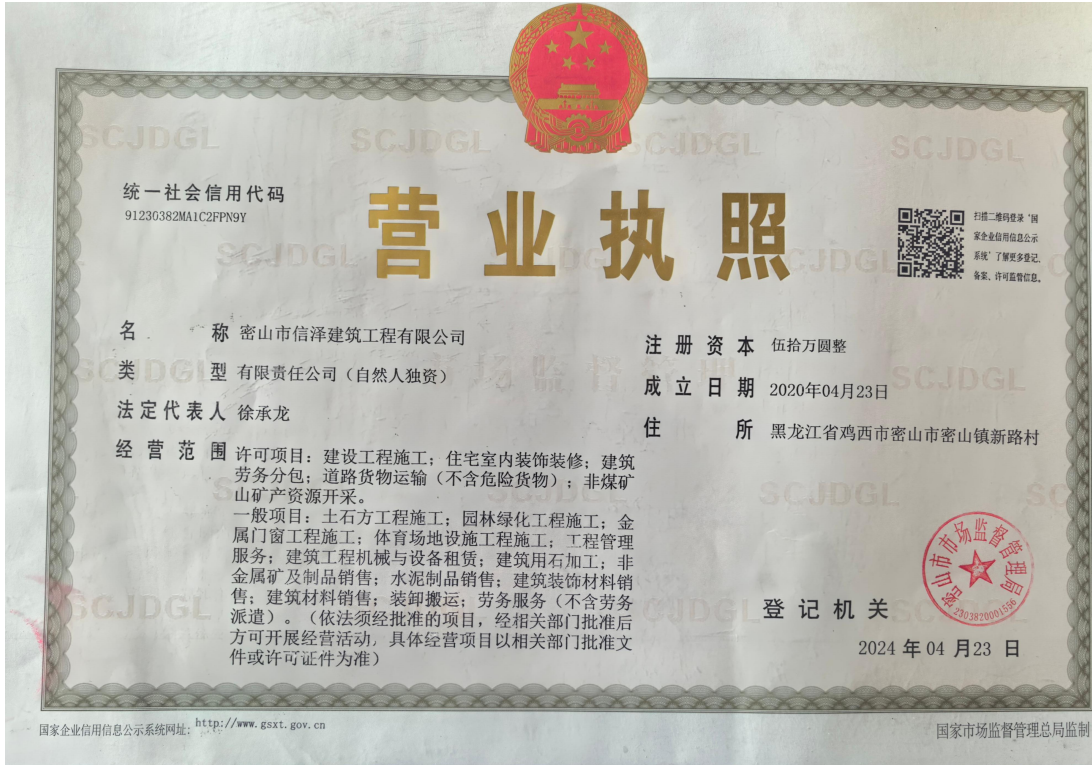 统一社会信用代码
91230382MA1C2FPN9Y
营业执照
扫描二维码登录‘国
家企业信用信息公示
系统’了解更多登记、
备案、许可监管信息。
名称 密山市信泽建筑工程有限公司
类型 有限责任公司（自然人独资）
法定代表人 徐承龙
经营范围 许可项目：建设工程施工；住宅室内装饰装修；建筑
劳务分包；道路货物运输（不含危险货物）；非煤矿
山矿产资源开采。
一般项目：土石方工程施工；园林绿化工程施工；金
属门窗工程施工；体育场地设施工程施工；工程管理
服务；建筑工程机械与设备租赁；建筑用石加工；非
金属矿及制品销售；水泥制品销售；建筑装饰材料销
售；建筑材料销售；装卸搬运；劳务服务（不含劳务
派遣）。（依法须经批准的项目，经相关部门批准后
方可开展经营活动，具体经营项目以相关部门批准文
件或许可证件为准）
注册资本 伍拾万圆整
成立日期 2020年04月23日
住所 黑龙江省鸡西市密山市密山镇新路村
登记机关
密山市市场监督管理局
2303820001556
2024年04月23日
国家企业信用信息公示系统网址：http://www.gsxt.gov.cn
国家市场监督管理总局监制
SCJDGL
市场监督管理